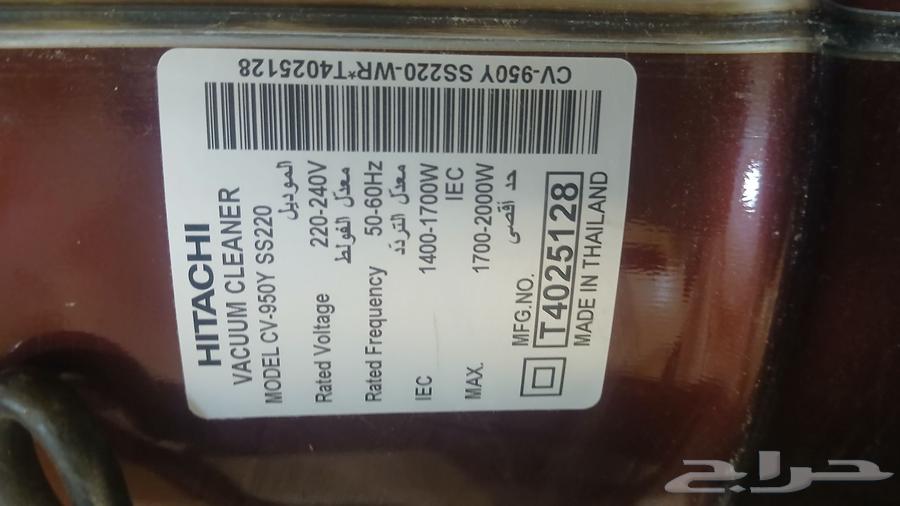 HITACHI
VACUUM CLEANER
MODEL CV-950Y SS220 الموديل
Rated Voltage 220-240V
معدل الفولط
Rated Frequency 50-60Hz
معدل التردد
IEC 1400-1700W
IEC
MAX. 1700-2000W
حد أقصى
MFG.NO.
T4025128
MADE IN THAILAND
CV-950Y SS220-WR*T4025128
حراج